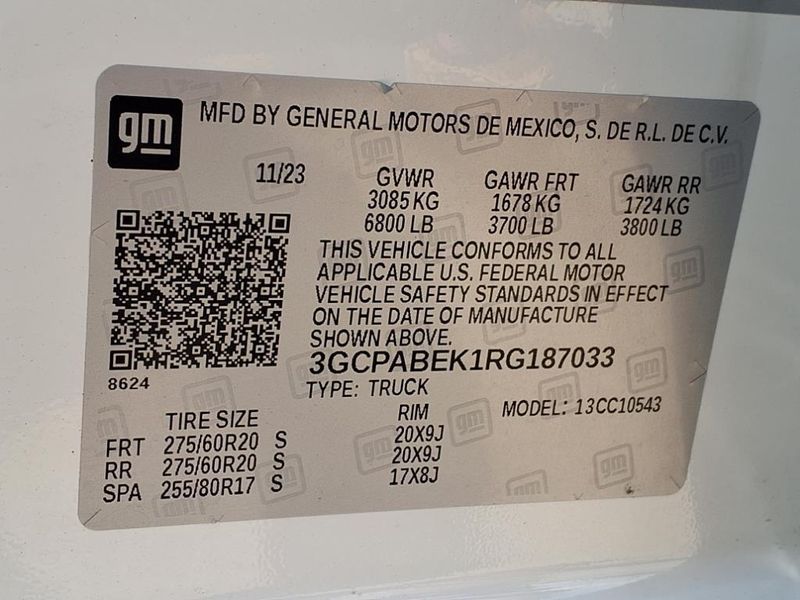 gm MFD BY GENERAL MOTORS DE MEXICO, S. DE R.L. DE C.V.
11/23 GVWR GAWR FRT GAWR RR
3085 KG 1678 KG 1724 KG
6800 LB 3700 LB 3800 LB
THIS VEHICLE CONFORMS TO ALL
APPLICABLE U.S. FEDERAL MOTOR
VEHICLE SAFETY STANDARDS IN EFFECT
ON THE DATE OF MANUFACTURE
SHOWN ABOVE.
3GCPABEK1RG187033
8624 TYPE: TRUCK
TIRE SIZE RIM MODEL: 13CC10543
FRT 275/60R20 S 20X9J
RR 275/60R20 S 20X9J
SPA 255/80R17 S 17X8J